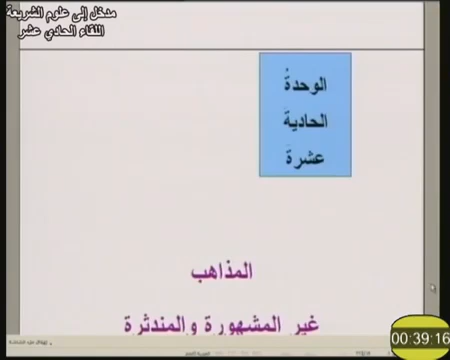 مدخل إلى علوم الشريعة
اللقاء الحادي عشر
الوحدةُ
الحاديةَ
عشرةَ
المذاهب
غير المشهورة والمندثرة
00:39:16